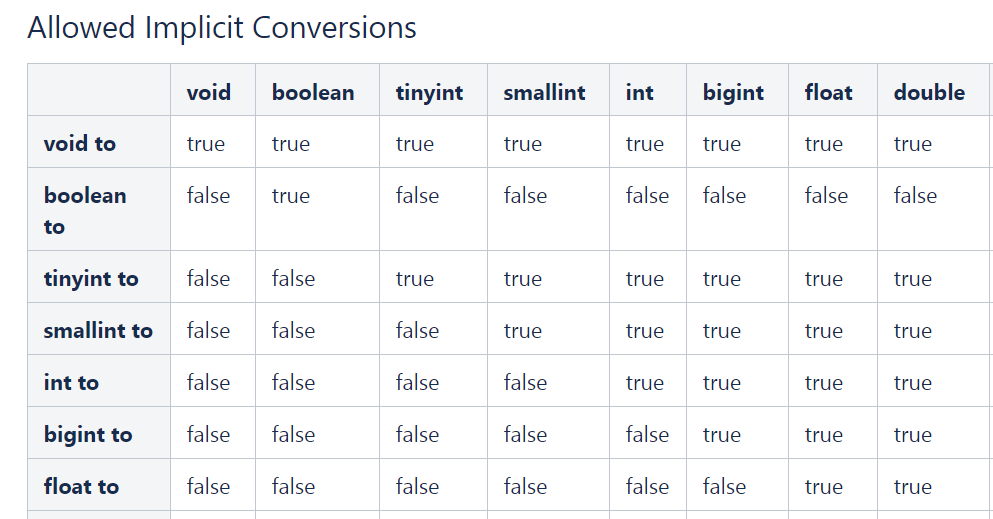 Allowed Implicit Conversions
void boolean tinyint smallint int bigint float double
void to true true true true true true true true
boolean to false true false false false false false false
tinyint to false false true true true true true true
smallint to false false false true true true true true
int to false false false false true true true true
bigint to false false false false false true true true
float to false false false false false false true true